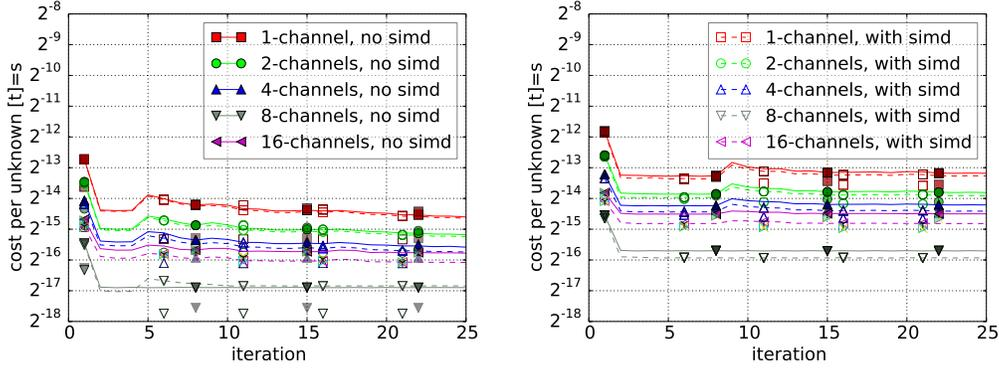 2^-8
2^-9
2^-10
2^-11
2^-12
2^-13
2^-14
2^-15
2^-16
2^-17
2^-18
cost per unknown [t]=s
1-channel, no simd
2-channels, no simd
4-channels, no simd
8-channels, no simd
16-channels, no simd
0 5 10 15 20 25
iteration
2^-8
2^-9
2^-10
2^-11
2^-12
2^-13
2^-14
2^-15
2^-16
2^-17
2^-18
cost per unknown [t]=s
1-channel, with simd
2-channels, with simd
4-channels, with simd
8-channels, with simd
16-channels, with simd
0 5 10 15 20 25
iteration